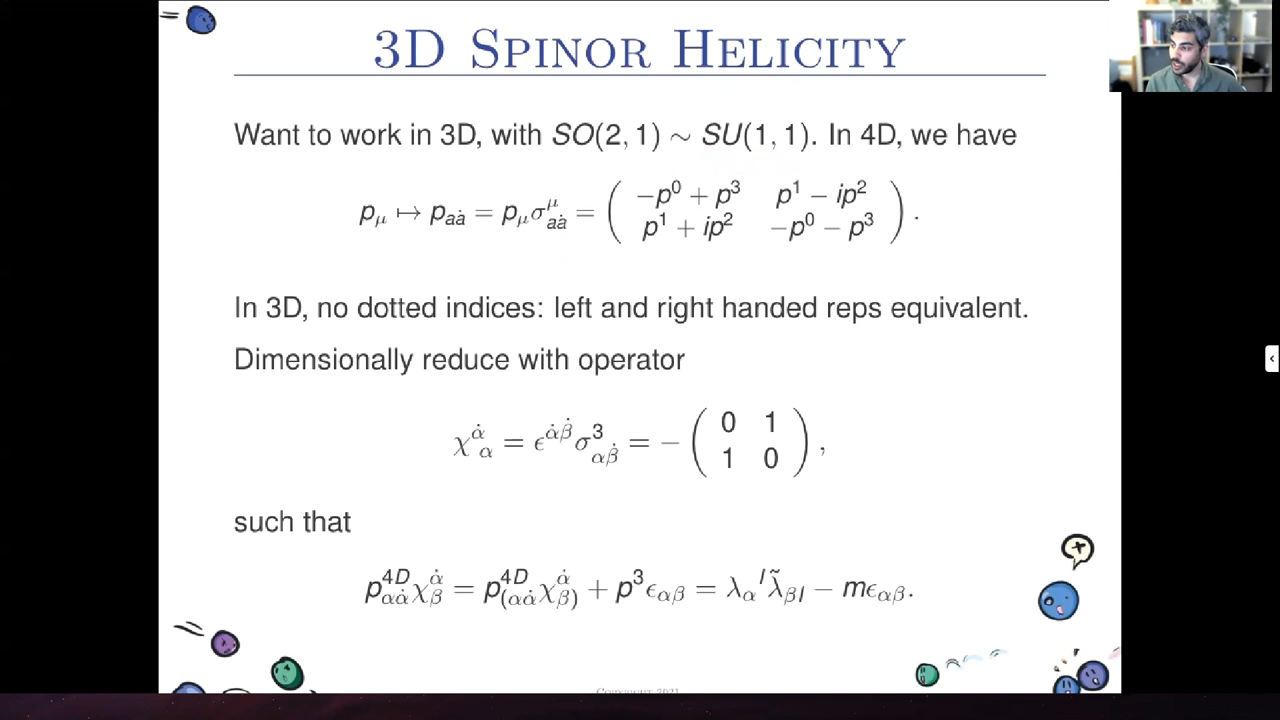 3D SPINOR HELICITY
Want to work in 3D, with SO(2, 1) ∼ SU(1, 1). In 4D, we have
p_μ ↦ p_{aȧ} = p_μ σ^μ_{aȧ} = ( −p^0 + p^3   p^1 − ip^2
p^1 + ip^2   −p^0 − p^3 ) .
In 3D, no dotted indices: left and right handed reps equivalent.
Dimensionally reduce with operator
χ^{α̇}_α = ϵ^{α̇β̇} σ^3_{αβ̇} = − ( 0 1
1 0 ) ,
such that
p^{4D}_{αα̇} χ^{α̇}_β = p^{4D}_{(αα̇} χ^{α̇}_{β)} + p^3 ϵ_{αβ} = λ_α^I λ̃_{βI} − mϵ_{αβ}.